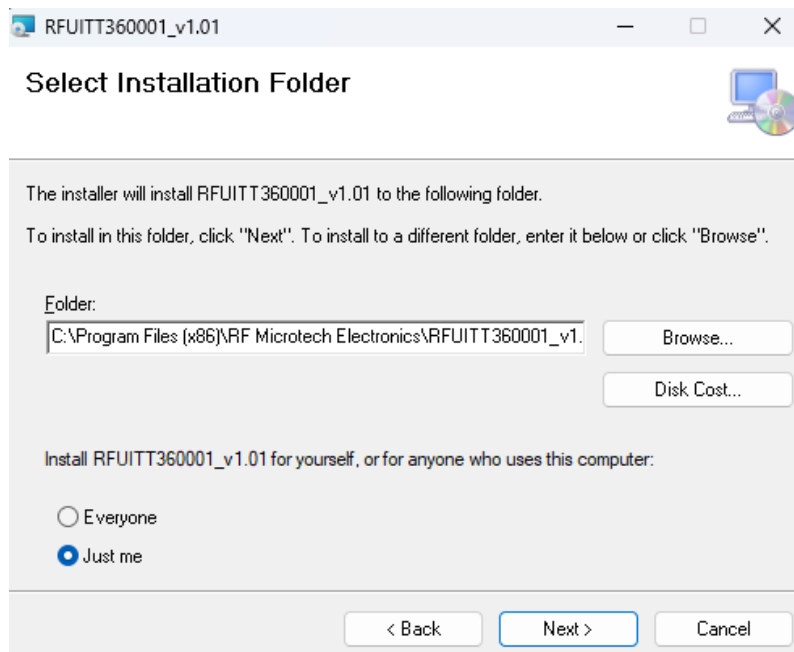 RFUITT360001_v1.01
Select Installation Folder
The installer will install RFUITT360001_v1.01 to the following folder.
To install in this folder, click "Next". To install to a different folder, enter it below or click "Browse".
Folder:
C:\Program Files (x86)\RF Microtech Electronics\RFUITT360001_v1.
Browse...
Disk Cost...
Install RFUITT360001_v1.01 for yourself, or for anyone who uses this computer:
Everyone
Just me
< Back
Next >
Cancel